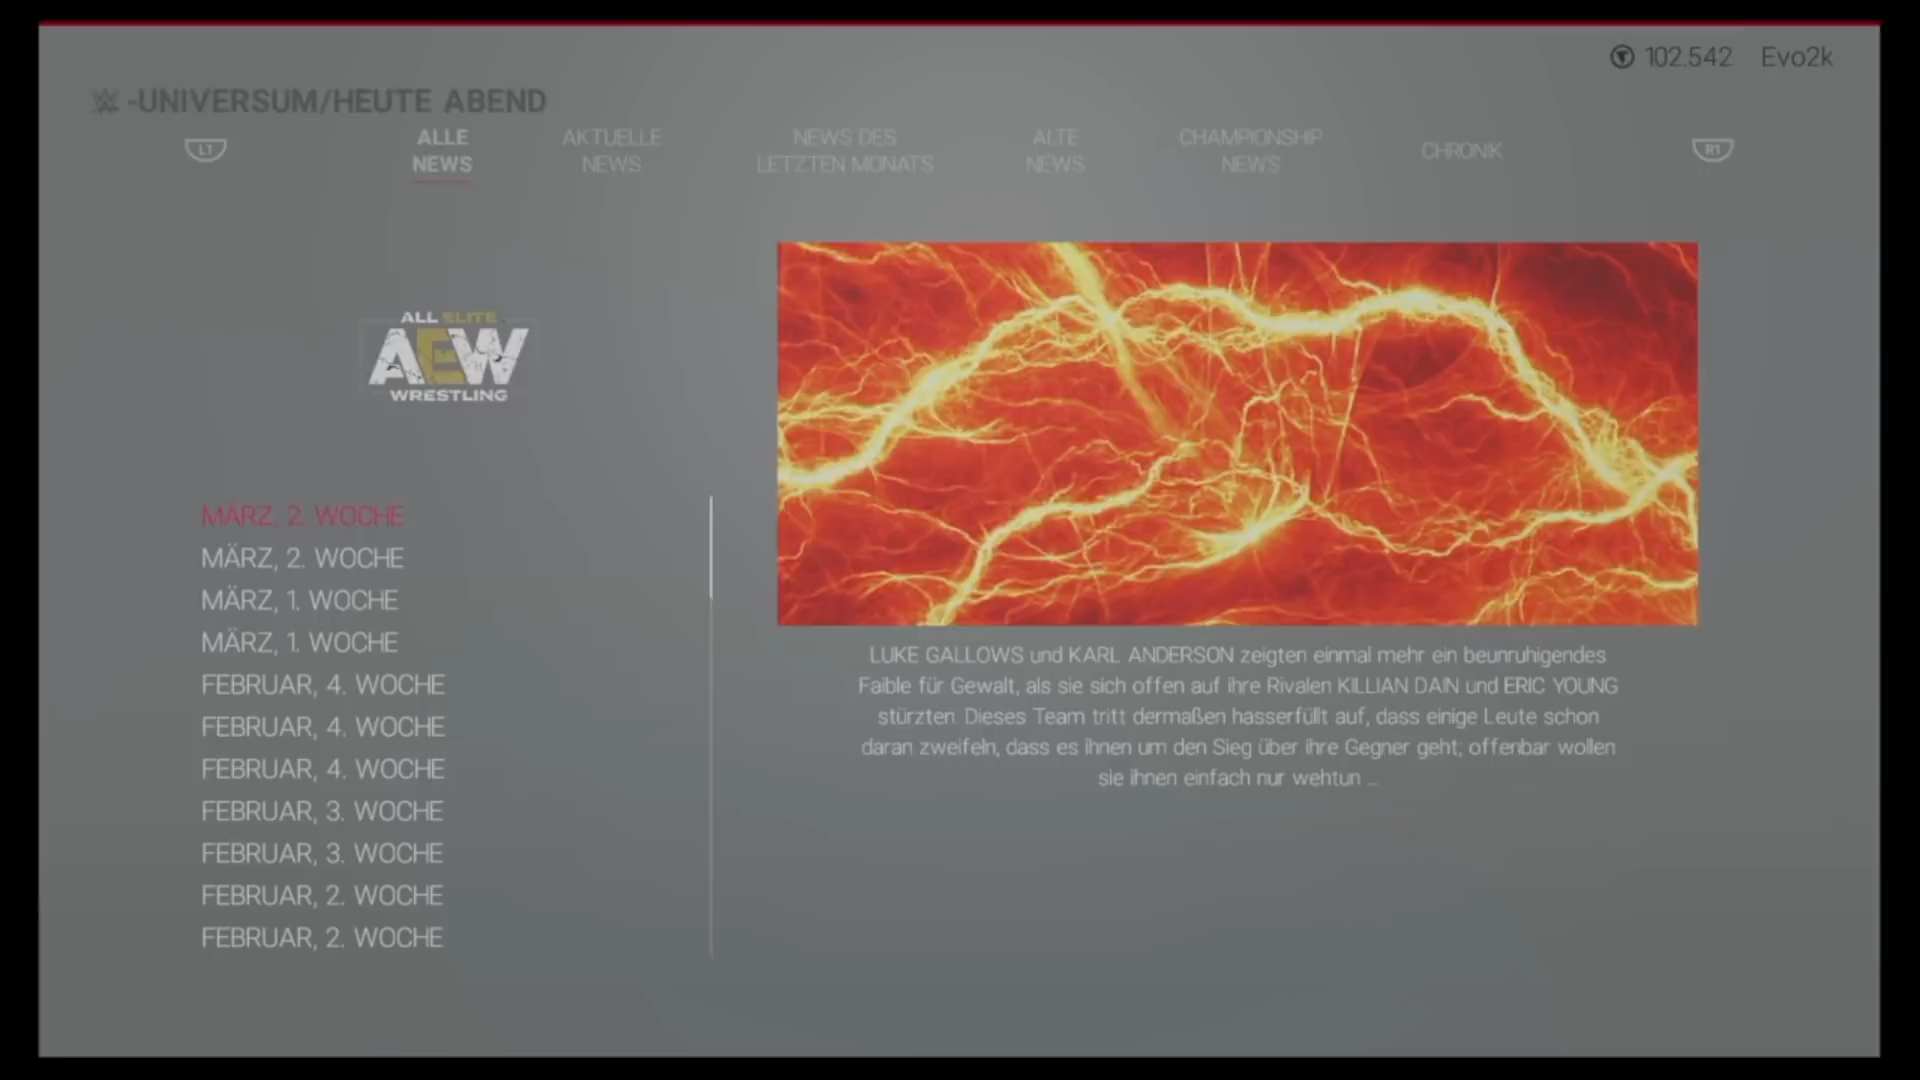 102.542 Evo2k
-UNIVERSUM/HEUTE ABEND
L1
ALLE
NEWS
AKTUELLE
NEWS
NEWS DES
LETZTEN MONATS
ALTE
NEWS
CHAMPIONSHIP
NEWS
CHRONIK
R1
ALL ELITE
AEW
WRESTLING
MÄRZ, 2. WOCHE
MÄRZ, 2. WOCHE
MÄRZ, 1. WOCHE
MÄRZ, 1. WOCHE
FEBRUAR, 4. WOCHE
FEBRUAR, 4. WOCHE
FEBRUAR, 4. WOCHE
FEBRUAR, 3. WOCHE
FEBRUAR, 3. WOCHE
FEBRUAR, 2. WOCHE
FEBRUAR, 2. WOCHE
LUKE GALLOWS und KARL ANDERSON zeigten einmal mehr ein beunruhigendes
Faible für Gewalt, als sie sich offen auf ihre Rivalen KILLIAN DAIN und ERIC YOUNG
stürzten. Dieses Team tritt dermaßen hasserfüllt auf, dass einige Leute schon
daran zweifeln, dass es ihnen um den Sieg über ihre Gegner geht; offenbar wollen
sie ihnen einfach nur wehtun ...